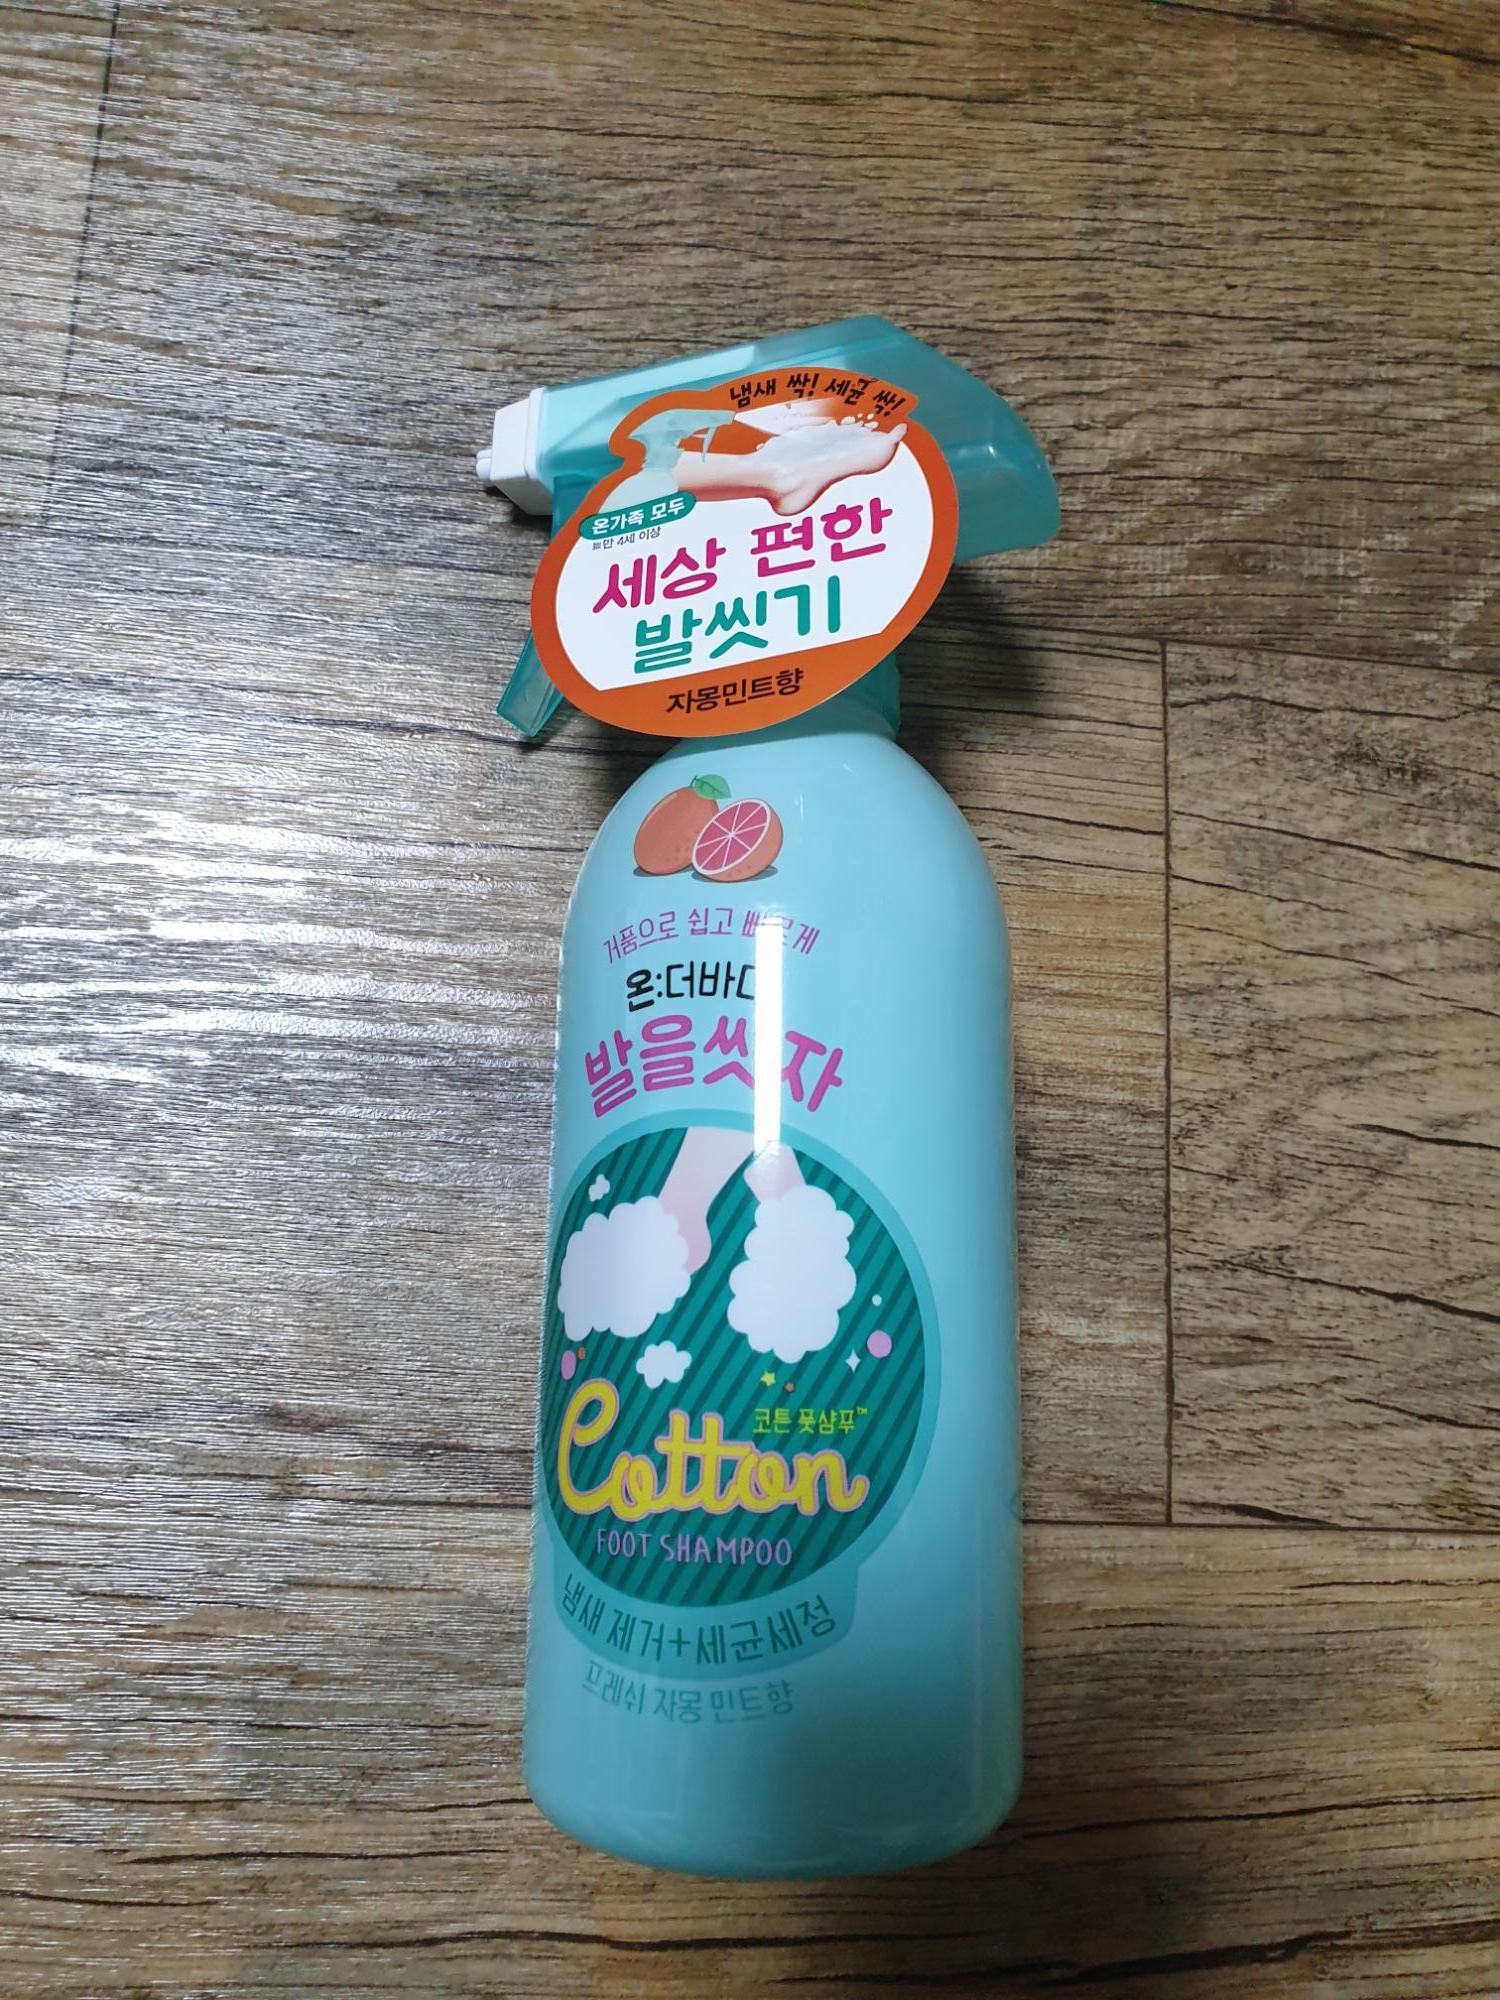 냄새 싹! 세균 싹!
온가족 모두
만 4세 이상
세상 편한
발씻기
자몽민트향
거품으로 쉽고 빠르게
온:더바디
발을씻자
코튼 풋샴푸™
Cotton
FOOT SHAMPOO
냄새 제거+세균세정
프레쉬 자몽 민트향